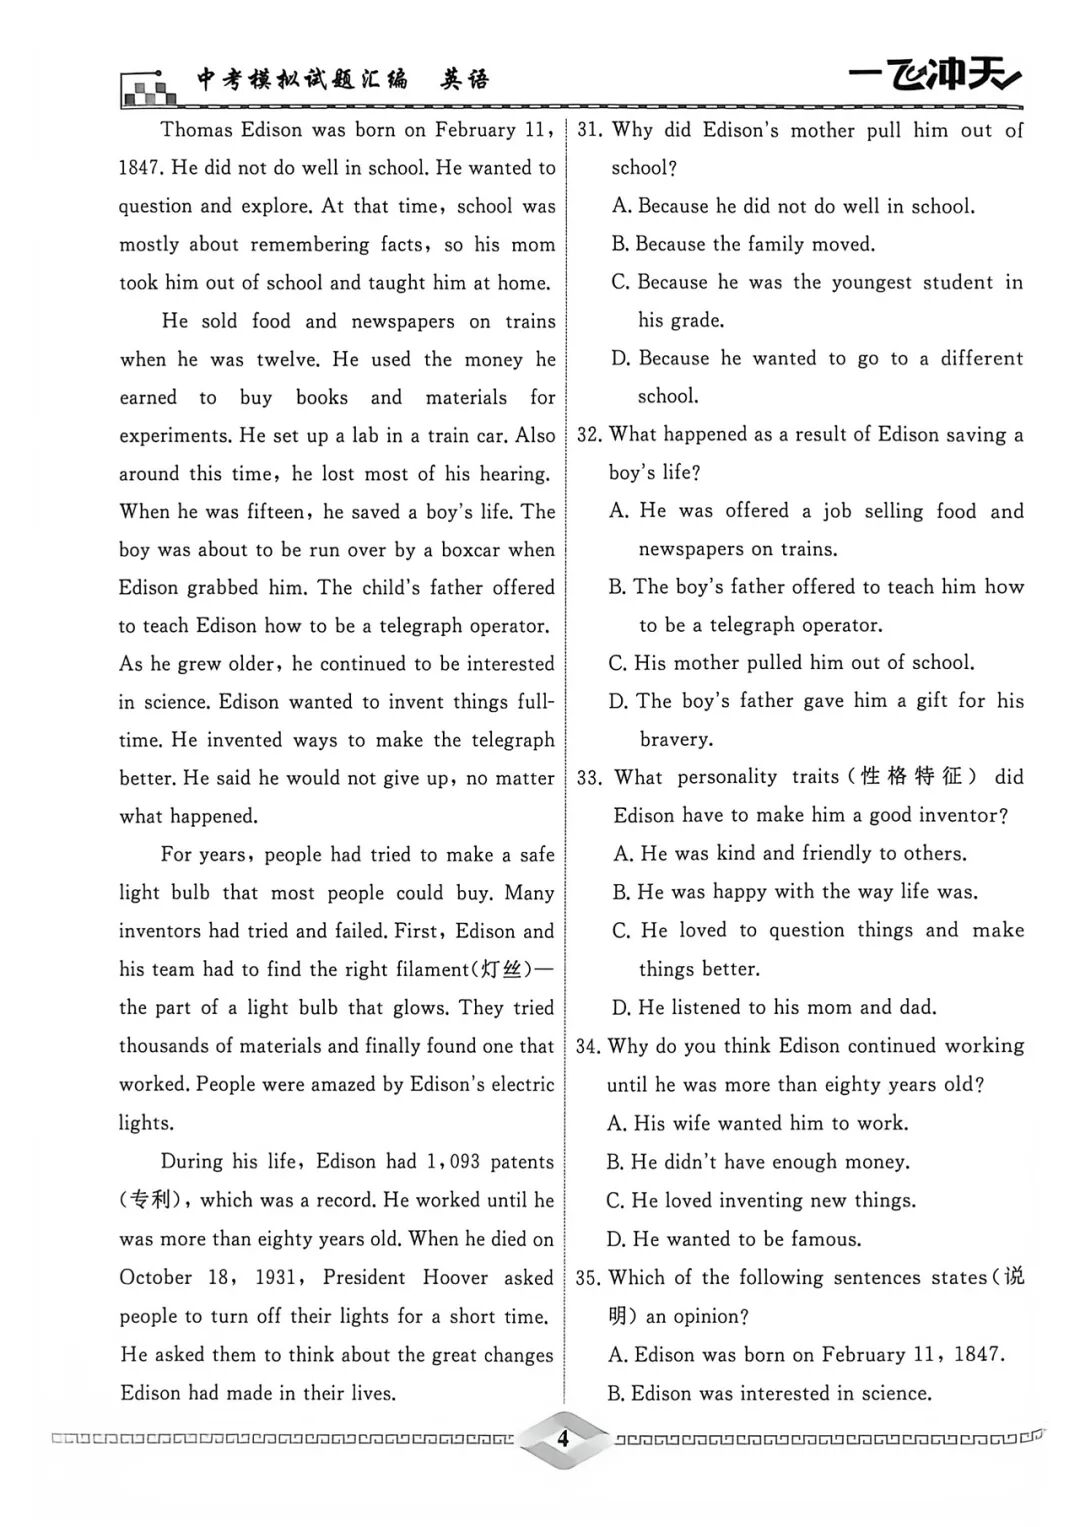 中考模拟试题汇编 英语
一飞冲天
Thomas Edison was born on February 11,
1847. He did not do well in school. He wanted to
question and explore. At that time, school was
mostly about remembering facts, so his mom
took him out of school and taught him at home.
He sold food and newspapers on trains
when he was twelve. He used the money he
earned to buy books and materials for
experiments. He set up a lab in a train car. Also
around this time, he lost most of his hearing.
When he was fifteen, he saved a boy's life. The
boy was about to be run over by a boxcar when
Edison grabbed him. The child's father offered
to teach Edison how to be a telegraph operator.
As he grew older, he continued to be interested
in science. Edison wanted to invent things full-
time. He invented ways to make the telegraph
better. He said he would not give up, no matter
what happened.
For years, people had tried to make a safe
light bulb that most people could buy. Many
inventors had tried and failed. First, Edison and
his team had to find the right filament(灯丝)—
the part of a light bulb that glows. They tried
thousands of materials and finally found one that
worked. People were amazed by Edison's electric
lights.
During his life, Edison had 1,093 patents
(专利), which was a record. He worked until he
was more than eighty years old. When he died on
October 18, 1931, President Hoover asked
people to turn off their lights for a short time.
He asked them to think about the great changes
Edison had made in their lives.
31. Why did Edison's mother pull him out of
school?
A. Because he did not do well in school.
B. Because the family moved.
C. Because he was the youngest student in
his grade.
D. Because he wanted to go to a different
school.
32. What happened as a result of Edison saving a
boy's life?
A. He was offered a job selling food and
newspapers on trains.
B. The boy's father offered to teach him how
to be a telegraph operator.
C. His mother pulled him out of school.
D. The boy's father gave him a gift for his
bravery.
33. What personality traits(性格特征) did
Edison have to make him a good inventor?
A. He was kind and friendly to others.
B. He was happy with the way life was.
C. He loved to question things and make
things better.
D. He listened to his mom and dad.
34. Why do you think Edison continued working
until he was more than eighty years old?
A. His wife wanted him to work.
B. He didn't have enough money.
C. He loved inventing new things.
D. He wanted to be famous.
35. Which of the following sentences states(说
明) an opinion?
A. Edison was born on February 11, 1847.
B. Edison was interested in science.
4